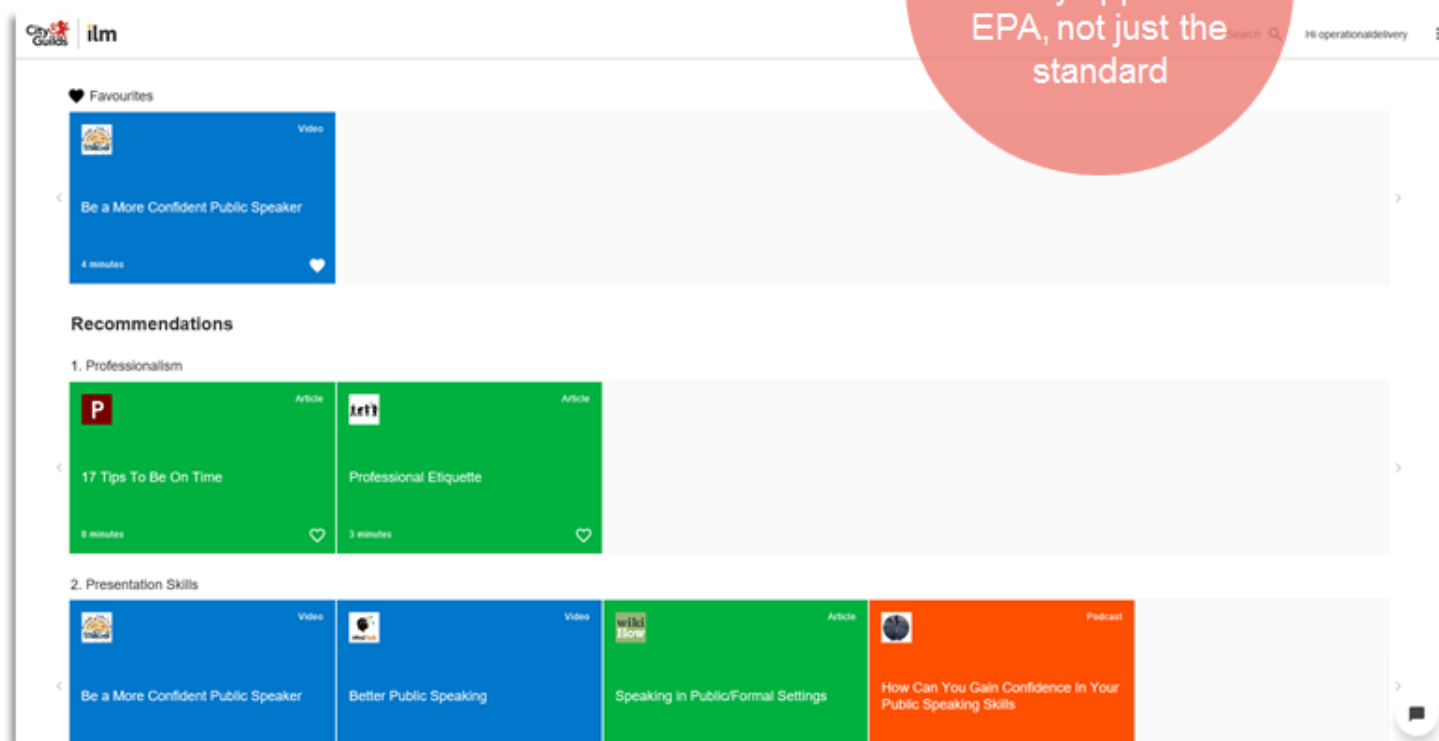 EPA, not just the
standard
City
Guilds
ilm
Search
Hi operationaldelivery
Favourites
Video
Be a More Confident Public Speaker
4 minutes
Recommendations
1. Professionalism
P
Article
17 Tips To Be On Time
8 minutes
Article
Professional Etiquette
3 minutes
2. Presentation Skills
Video
Be a More Confident Public Speaker
Video
Better Public Speaking
wiki
How
Article
Speaking in Public/Formal Settings
Podcast
How Can You Gain Confidence In Your
Public Speaking Skills